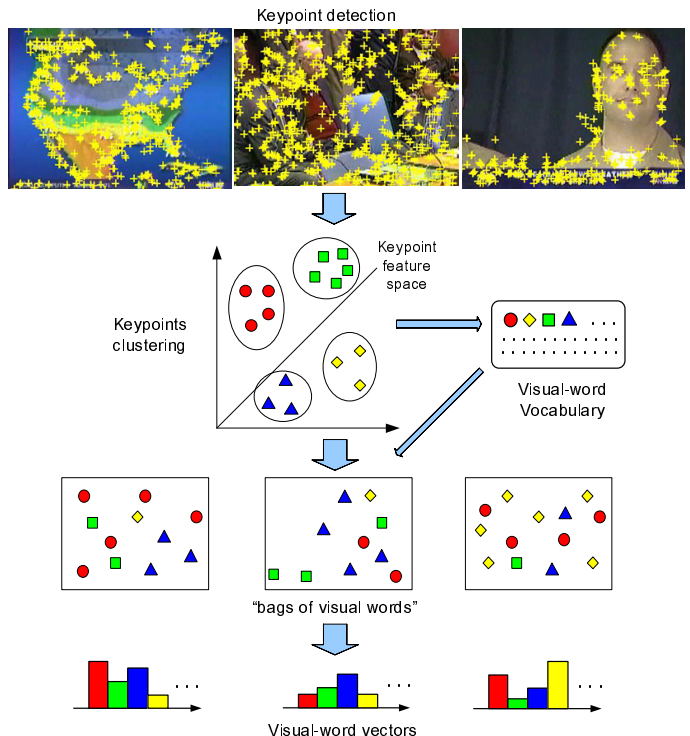 Keypoint detection
Keypoint
feature
space
Keypoints
clustering
Visual-word
Vocabulary
“bags of visual words”
Visual-word vectors